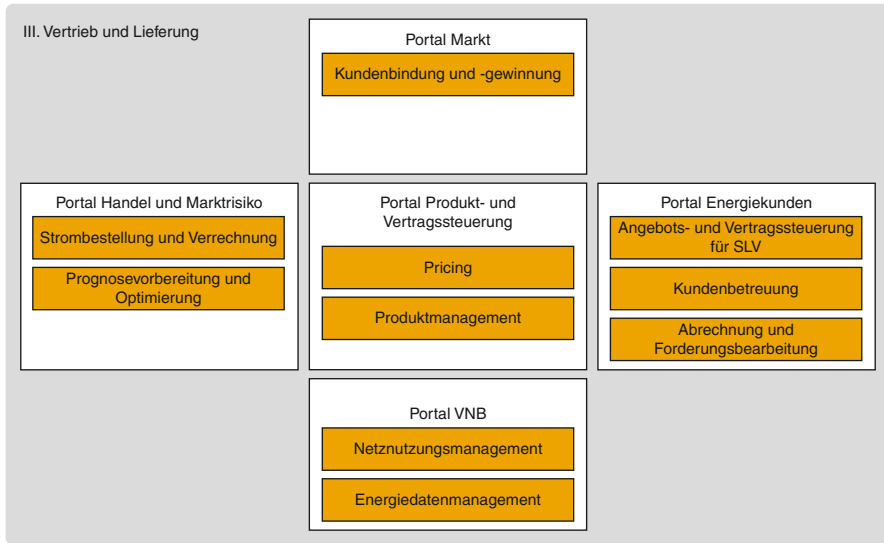 III. Vertrieb und Lieferung
Portal Markt
Kundenbindung und -gewinnung
Portal Handel und Marktrisiko
Strombestellung und Verrechnung
Prognosevorbereitung und
Optimierung
Portal Produkt- und
Vertragssteuerung
Pricing
Produktmanagement
Portal Energiekunden
Angebots- und Vertragssteuerung
für SLV
Kundenbetreuung
Abrechnung und
Forderungsbearbeitung
Portal VNB
Netznutzungsmanagement
Energiedatenmanagement